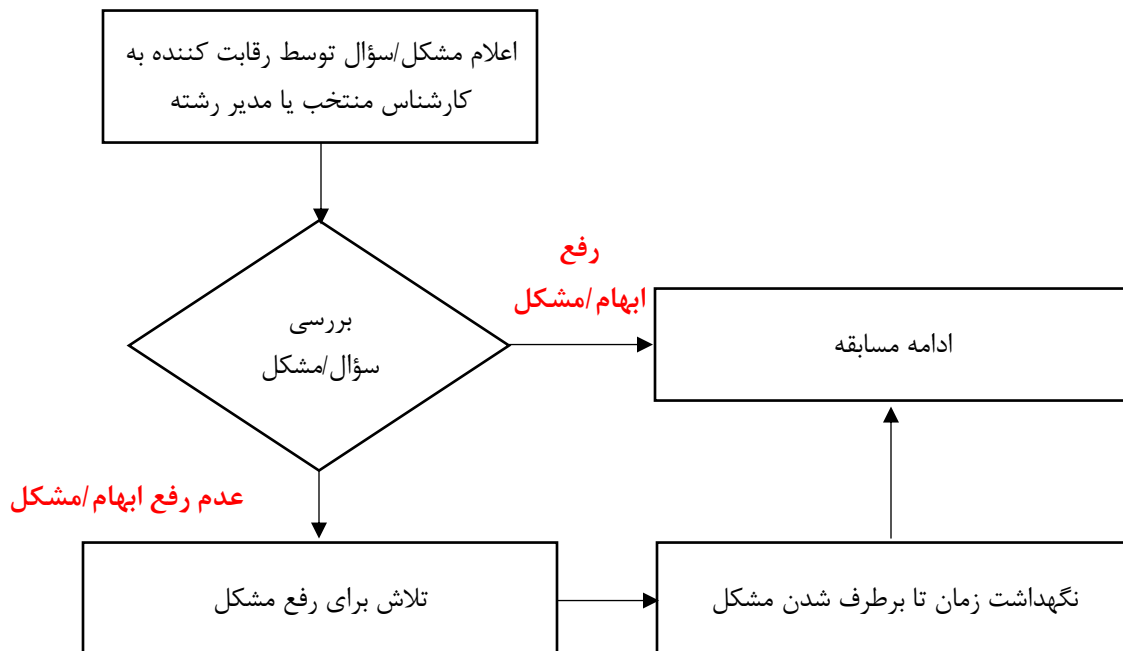 اعلام مشکل/سؤال توسط رقابت کننده به
کارشناس منتخب یا مدیر رشته
رفع
ابهام/مشکل
بررسی
سؤال/مشکل
ادامه مسابقه
عدم رفع ابهام/مشکل
تلاش برای رفع مشکل
نگهداشت زمان تا برطرف شدن مشکل